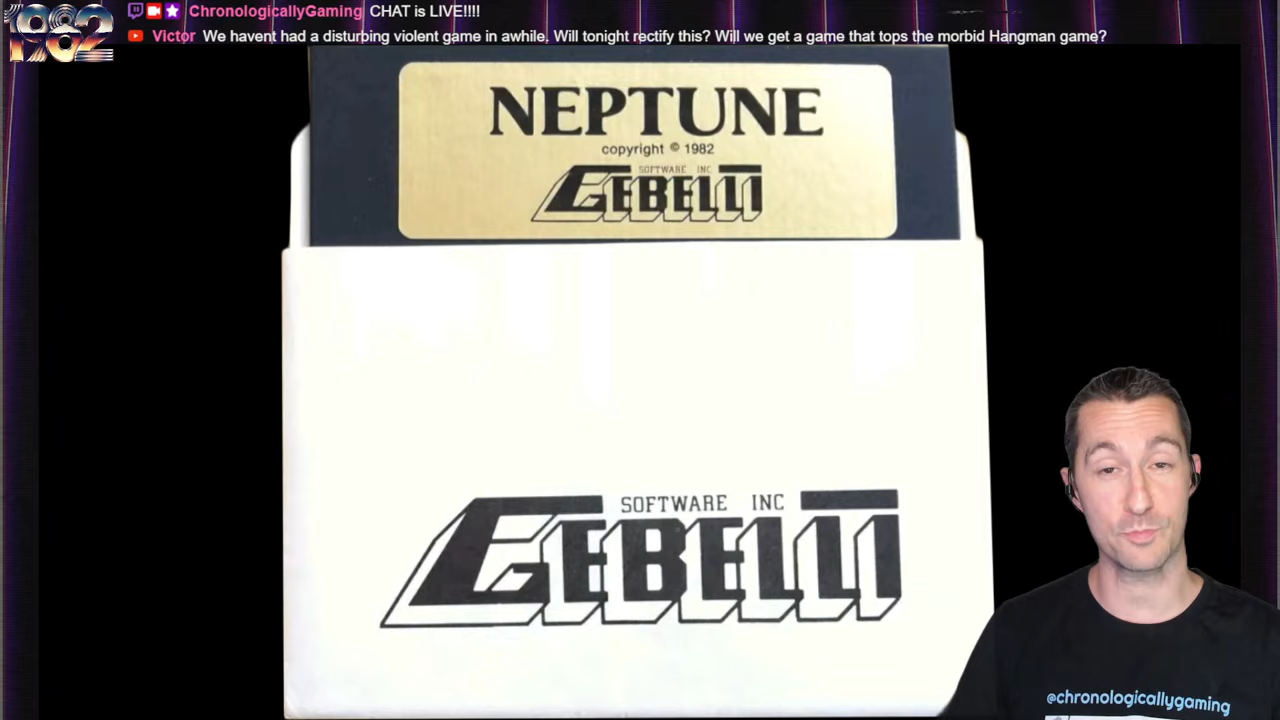 1982
ChronologicallyGaming CHAT is LIVE!!!!
Victor We havent had a disturbing violent game in awhile. Will tonight rectify this? Will we get a game that tops the morbid Hangman game?
NEPTUNE
copyright © 1982
SOFTWARE INC
GEBELLI
SOFTWARE INC
GEBELLI
@chronologicallygaming